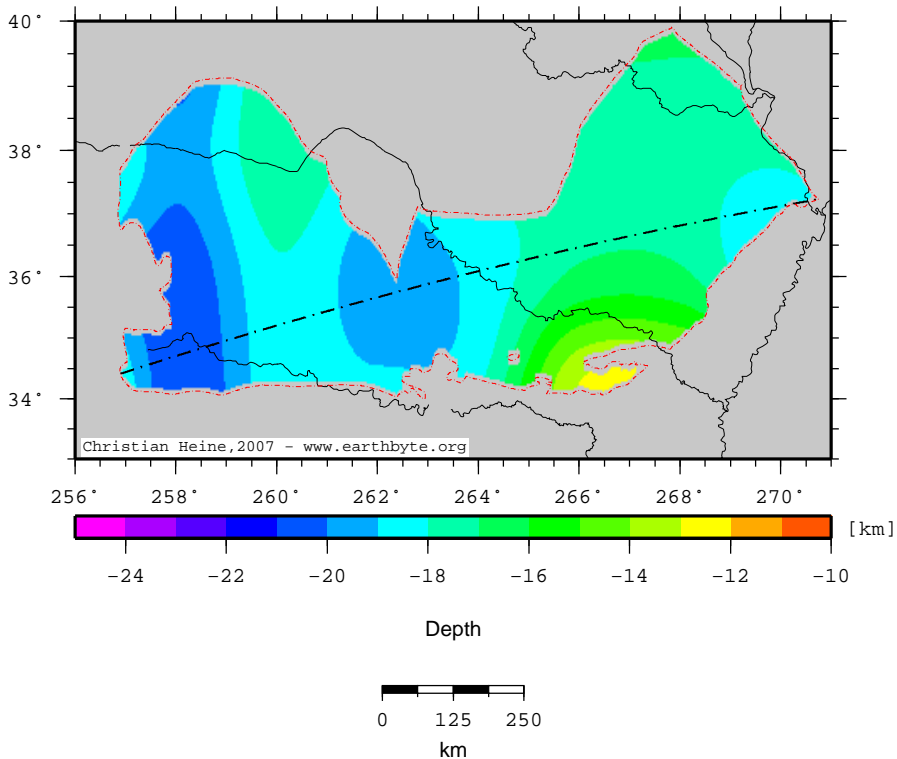 40°
38°
36°
34°
Christian Heine,2007 - www.earthbyte.org
256° 258° 260° 262° 264° 266° 268° 270°
[km]
−24 −22 −20 −18 −16 −14 −12 −10
Depth
0 125 250
km